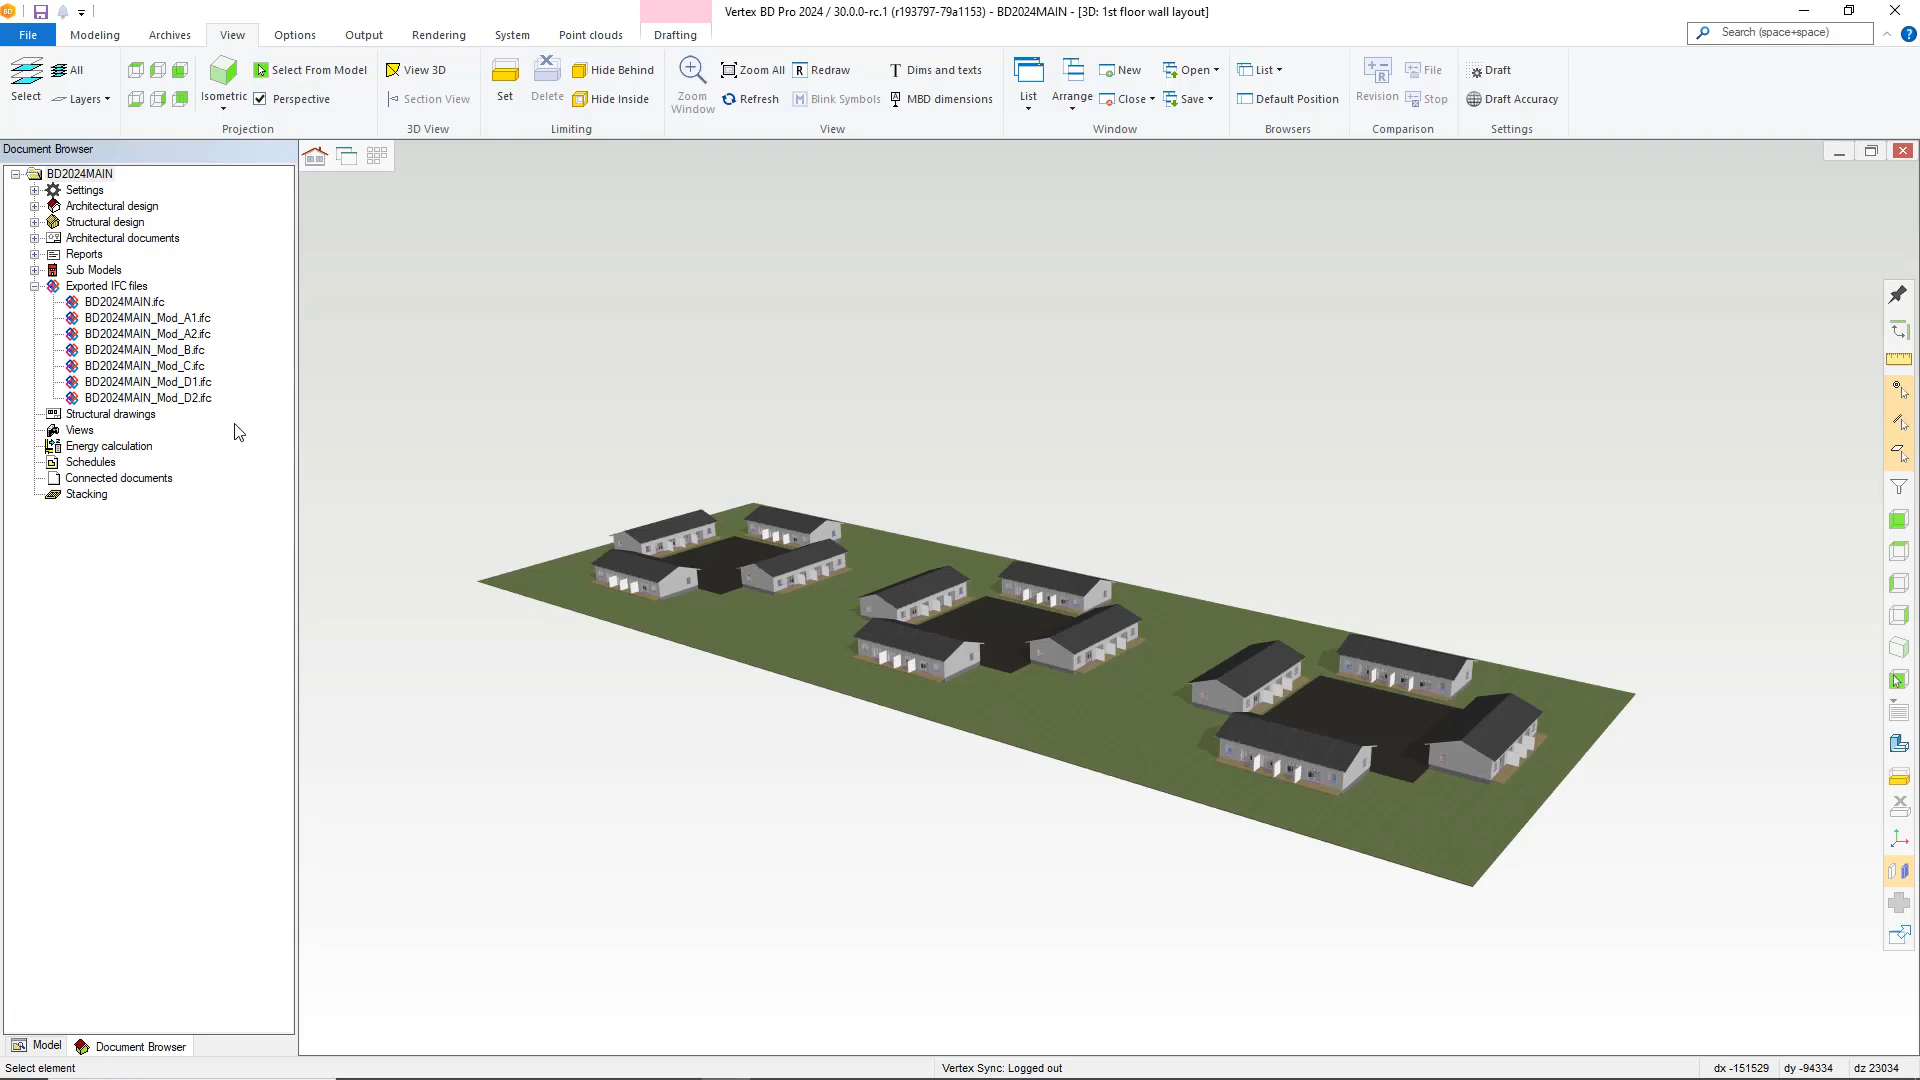 BD
Vertex BD Pro 2024 / 30.0.0-rc.1 (r193797-79a1153) - BD2024MAIN - [3D: 1st floor wall layout]
File Modeling Archives View Options Output Rendering System Point clouds Drafting
Search (space+space)
Select
All
Layers
Isometric
Select From Model
Perspective
Projection
View 3D
Section View
3D View
Set
Delete
Hide Behind
Hide Inside
Limiting
Zoom
Window
Zoom All
Refresh
R Redraw
M Blink Symbols
T Dims and texts
A MBD dimensions
View
List
Arrange
New
Close
Open
Save
Window
List
Default Position
Browsers
Revision
File
Stop
Comparison
Draft
Draft Accuracy
Settings
Document Browser
BD2024MAIN
Settings
Architectural design
Structural design
Architectural documents
Reports
Sub Models
Exported IFC files
BD2024MAIN.ifc
BD2024MAIN_Mod_A1.ifc
BD2024MAIN_Mod_A2.ifc
BD2024MAIN_Mod_B.ifc
BD2024MAIN_Mod_C.ifc
BD2024MAIN_Mod_D1.ifc
BD2024MAIN_Mod_D2.ifc
Structural drawings
Views
Energy calculation
Schedules
Connected documents
Stacking
Model Document Browser
Select element
Vertex Sync: Logged out
dx -151529 dy -94334 dz 23034